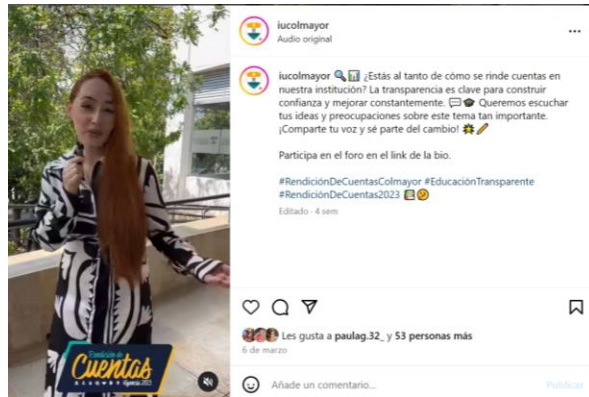 iucolmayor
Audio original
iucolmayor 🔍📊 ¿Estás al tanto de cómo se rinde cuentas en
nuestra institución? La transparencia es clave para construir
confianza y mejorar constantemente. 💬🎓 Queremos escuchar
tus ideas y preocupaciones sobre este tema tan importante.
¡Comparte tu voz y sé parte del cambio! 🌟🖊
Participa en el foro en el link de la bio.
#RendiciónDeCuentasColmayor #EducaciónTransparente
#RendiciónDeCuentas2023
Editado · 4 sem
Les gusta a paulag.32_ y 53 personas más
6 de marzo
Añade un comentario...
Publicar
Rendición de
Cuentas
Vigencia 2023